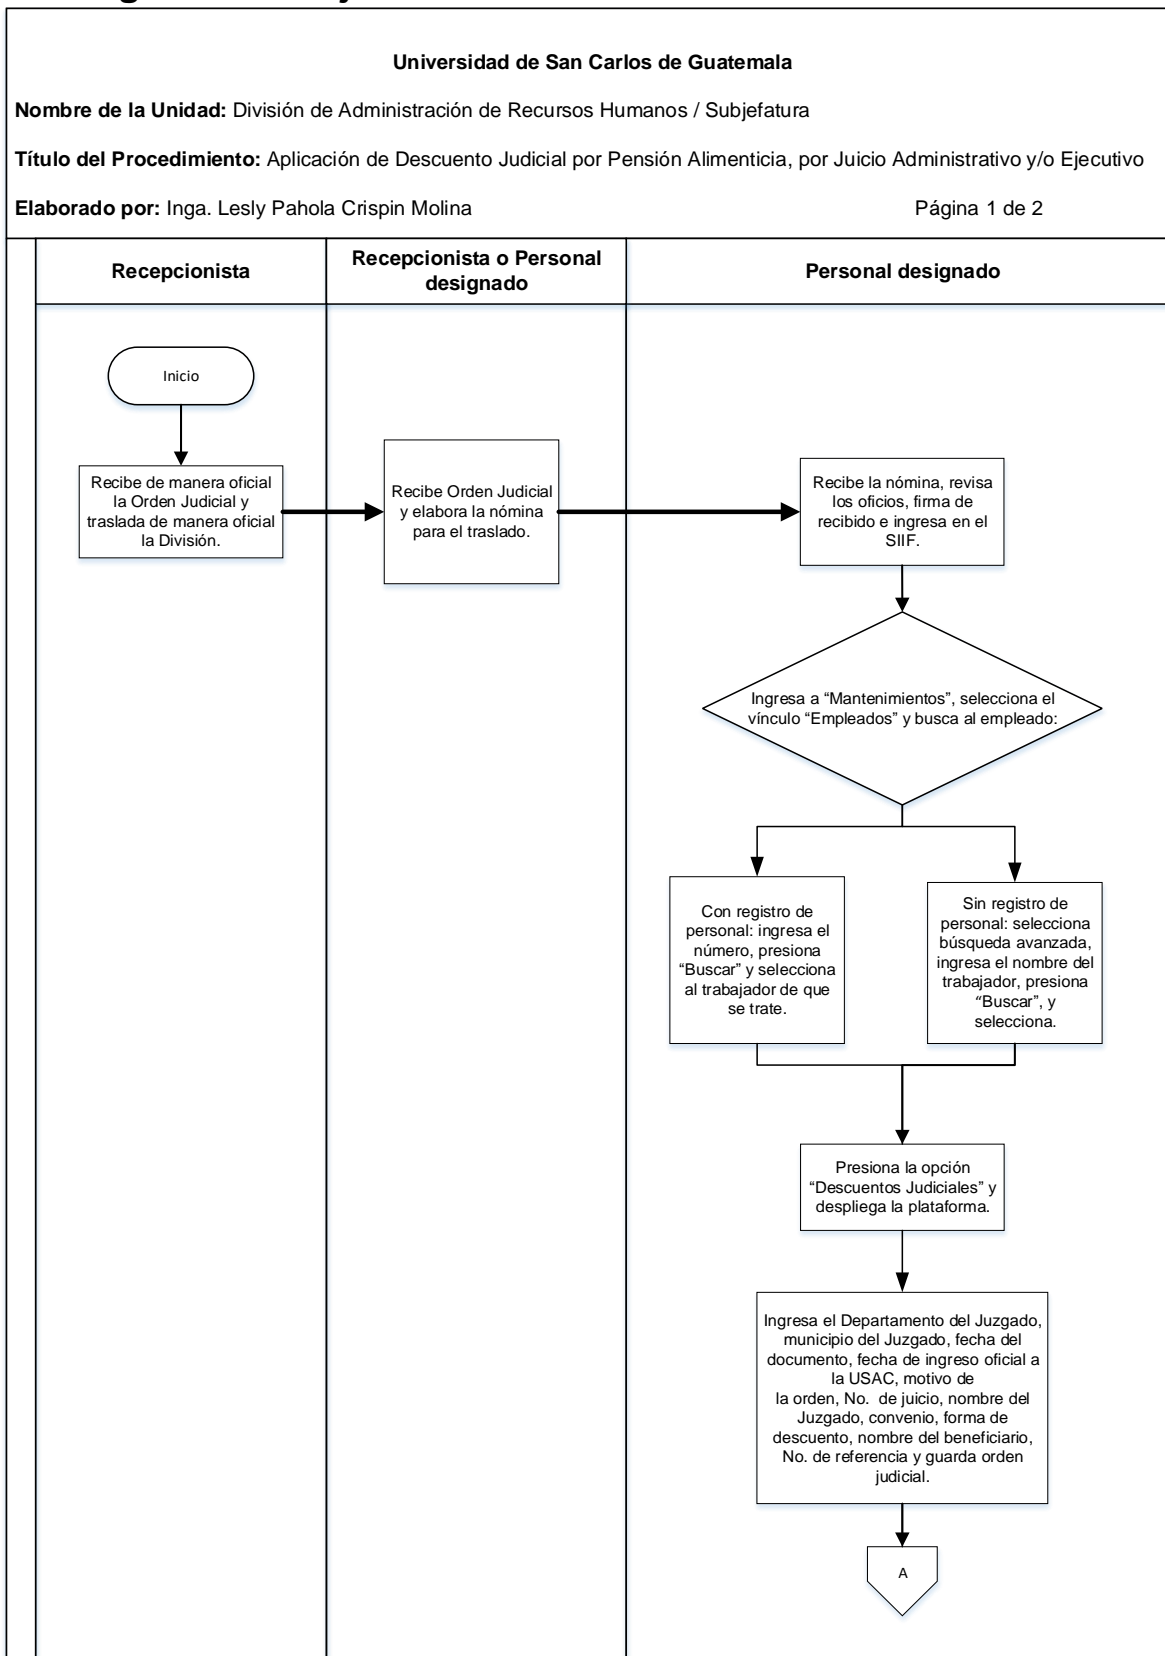 Universidad de San Carlos de Guatemala
Nombre de la Unidad: División de Administración de Recursos Humanos / Subjefatura
Título del Procedimiento: Aplicación de Descuento Judicial por Pensión Alimenticia, por Juicio Administrativo y/o Ejecutivo
Elaborado por: Inga. Lesly Pahola Crispin Molina Página 1 de 2
Recepcionista
Recepcionista o Personal
designado
Personal designado
Inicio
Recibe de manera oficial
la Orden Judicial y
traslada de manera oficial
la División.
Recibe Orden Judicial
y elabora la nómina
para el traslado.
Recibe la nómina, revisa
los oficios, firma de
recibido e ingresa en el
SIIF.
Ingresa a “Mantenimientos”, selecciona el
vínculo “Empleados” y busca al empleado:
Con registro de
personal: ingresa el
número, presiona
“Buscar” y selecciona
al trabajador de que
se trate.
Sin registro de
personal: selecciona
búsqueda avanzada,
ingresa el nombre del
trabajador, presiona
“Buscar”, y
selecciona.
Presiona la opción
“Descuentos Judiciales” y
despliega la plataforma.
Ingresa el Departamento del Juzgado,
municipio del Juzgado, fecha del
documento, fecha de ingreso oficial a
la USAC, motivo de
la orden, No. de juicio, nombre del
Juzgado, convenio, forma de
descuento, nombre del beneficiario,
No. de referencia y guarda orden
judicial.
A